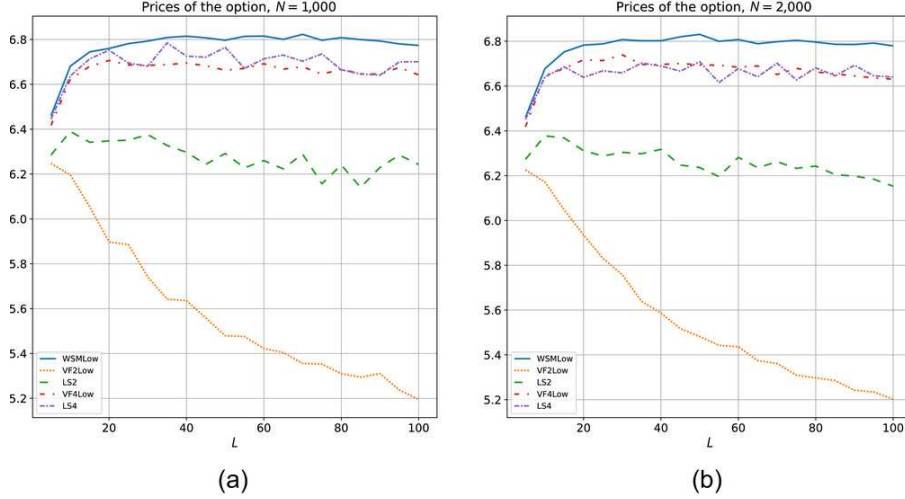 Prices of the option, N = 1,000
6.8
6.6
6.4
6.2
6.0
5.8
5.6
5.4
5.2
WSMLow
VF2Low
LS2
VF4Low
LS4
20 40 60 80 100
L
(a)
Prices of the option, N = 2,000
6.8
6.6
6.4
6.2
6.0
5.8
5.6
5.4
5.2
WSMLow
VF2Low
LS2
VF4Low
LS4
20 40 60 80 100
L
(b)